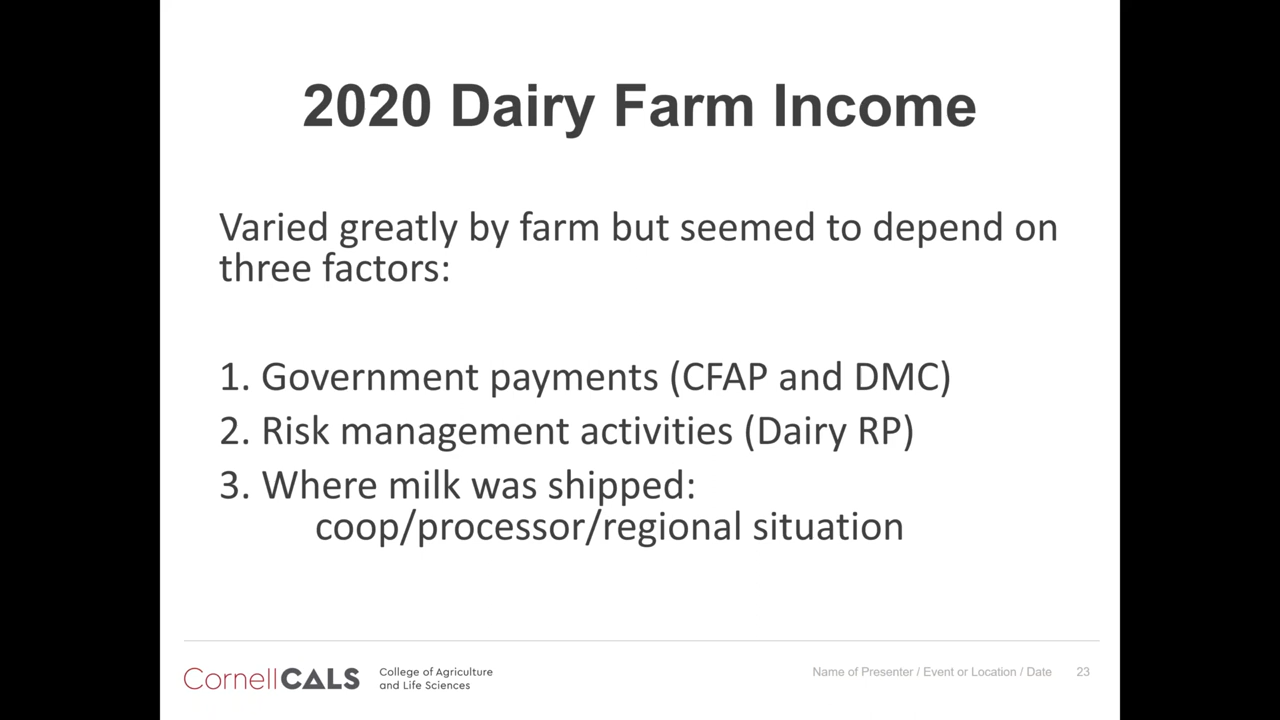 2020 Dairy Farm Income
Varied greatly by farm but seemed to depend on
three factors:
1. Government payments (CFAP and DMC)
2. Risk management activities (Dairy RP)
3. Where milk was shipped:
coop/processor/regional situation
CornellCALS
College of Agriculture
and Life Sciences
Name of Presenter / Event or Location / Date
23